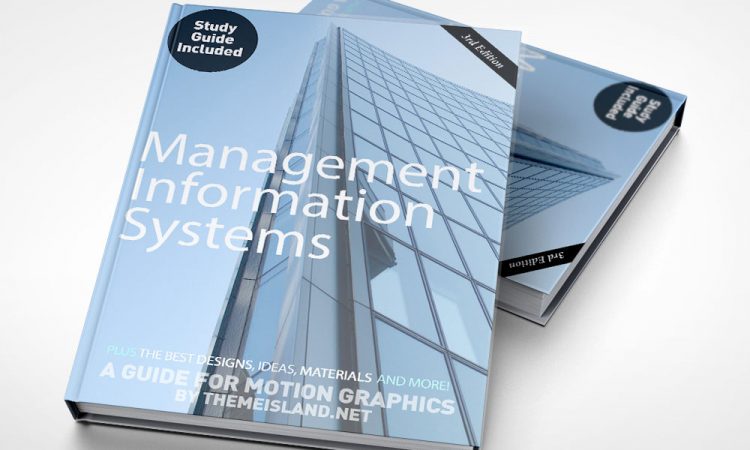 Study
Guide
Included
3rd Edition
Management
Information
Systems
PLUS THE BEST DESIGNS, IDEAS, MATERIALS AND MORE!
A GUIDE FOR MOTION GRAPHICS
BY THEMEISLAND.NET
Study
Guide
Included
3rd Edition